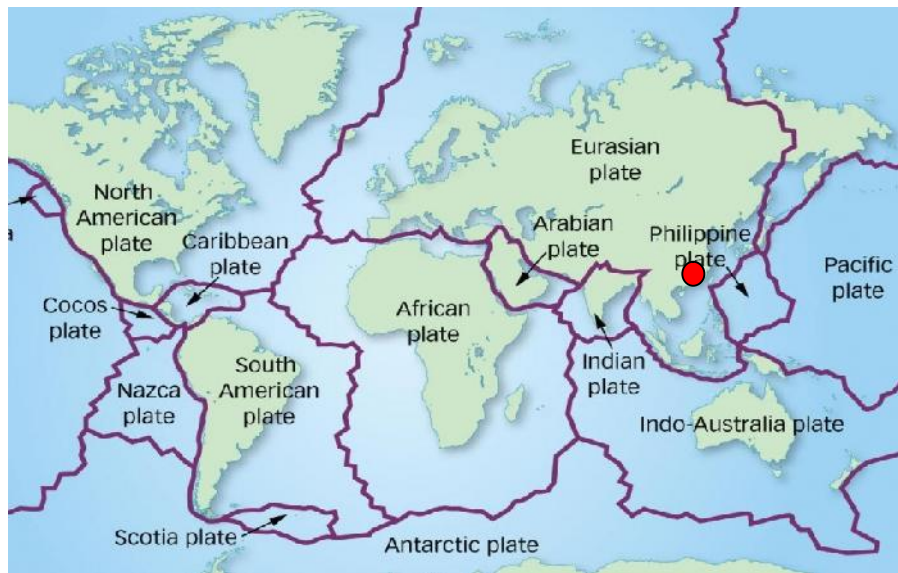 Eurasian
plate
North
American
plate
Caribbean
plate
Arabian
plate
Philippine
plate
Pacific
plate
Cocos
plate
African
plate
Nazca
plate
South
American
plate
Indian
plate
Indo-Australia plate
Scotia plate
Antarctic plate